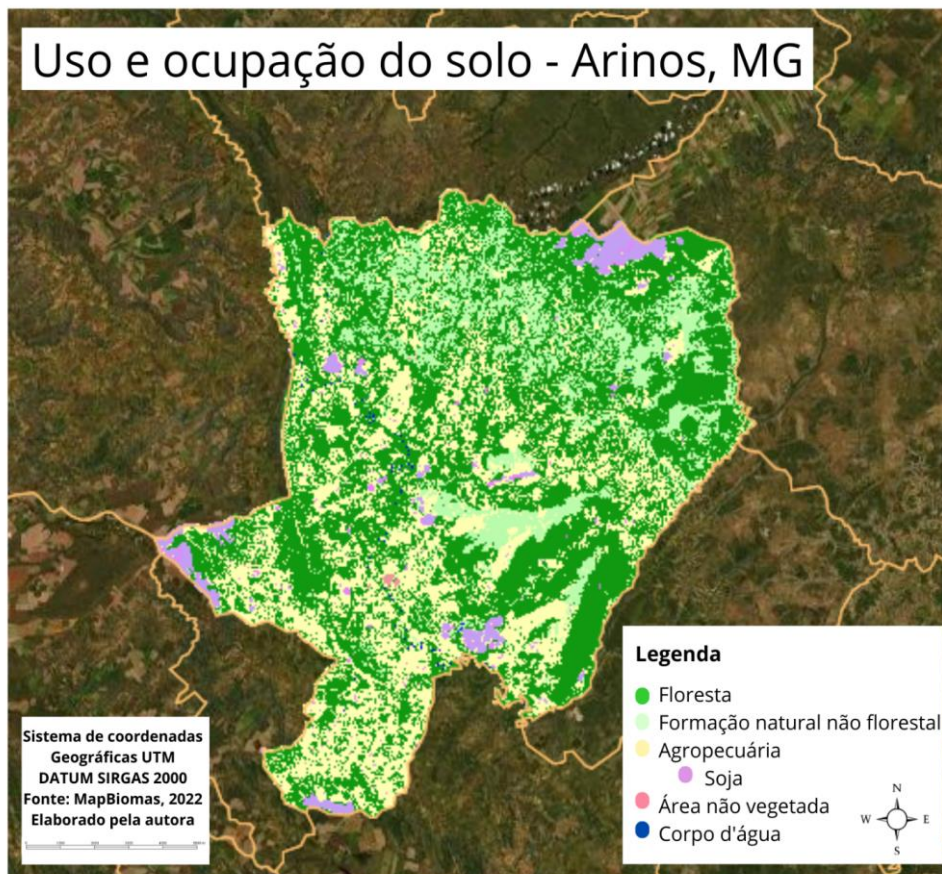 Uso e ocupação do solo - Arinos, MG
Legenda
Floresta
Formação natural não florestal
Agropecuária
Soja
Área não vegetada
Corpo d'água
N
W E
S
Sistema de coordenadas
Geográficas UTM
DATUM SIRGAS 2000
Fonte: MapBiomas, 2022
Elaborado pela autora